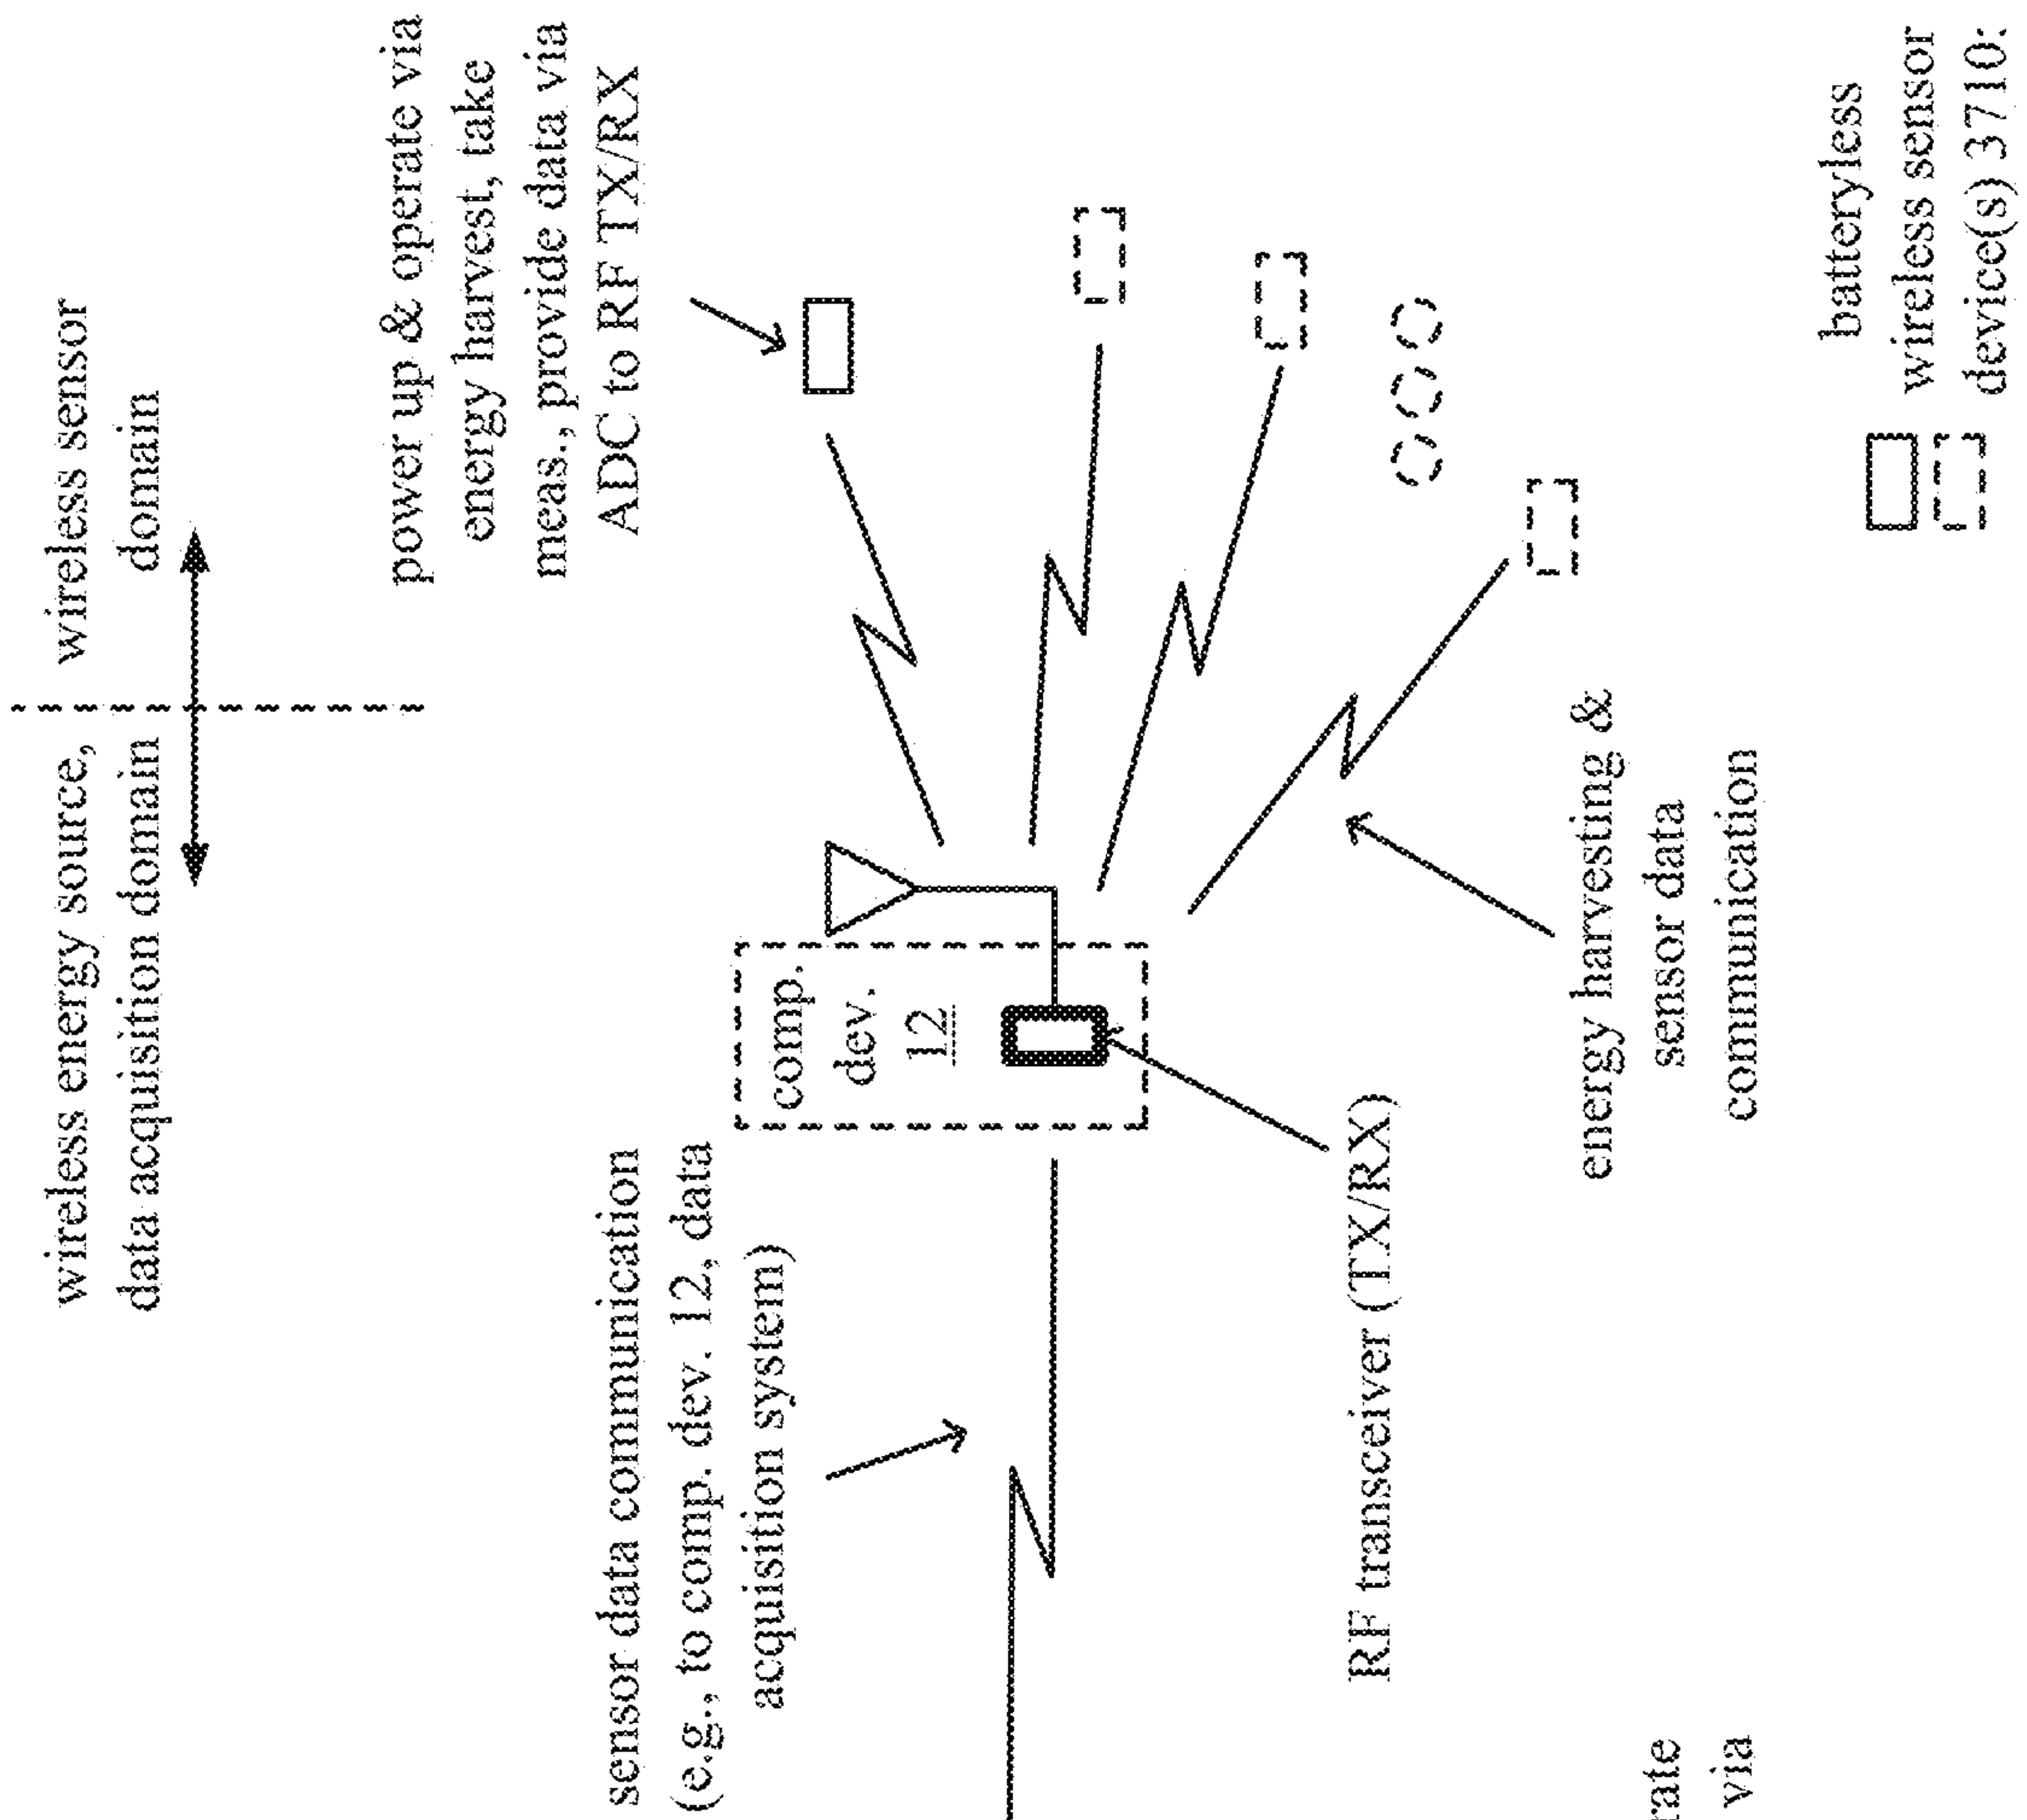 wireless energy source,
data acquisition domain
wireless sensor
domain
power up & operate via
energy harvest, take
meas., provide data via
ADC to RF TX/RX
sensor data communication
(e.g., to comp. dev. 12, data
acquisition system)
comp.
dev.
12
RF transceiver (TX/RX)
energy harvesting &
sensor data
communication
batteryless
wireless sensor
device(s) 3710:
rate
via